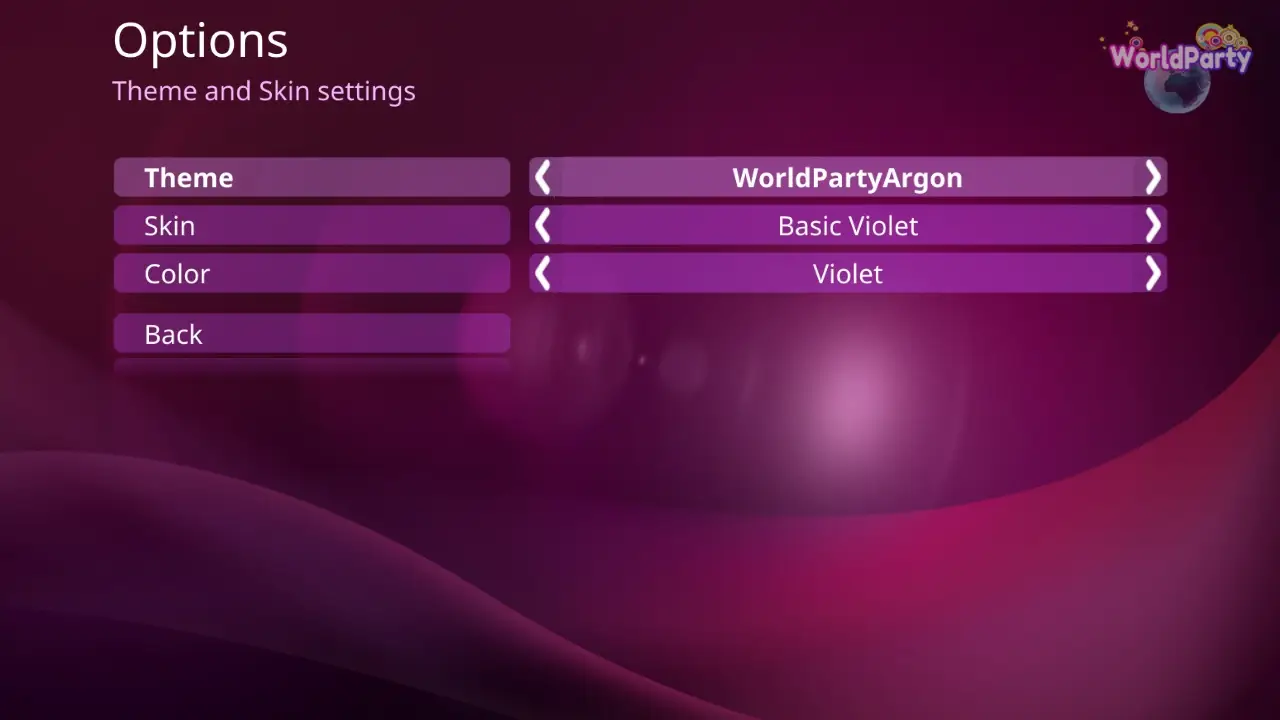 Options
WorldParty
Theme and Skin settings
Theme WorldPartyArgon
Skin Basic Violet
Color Violet
Back